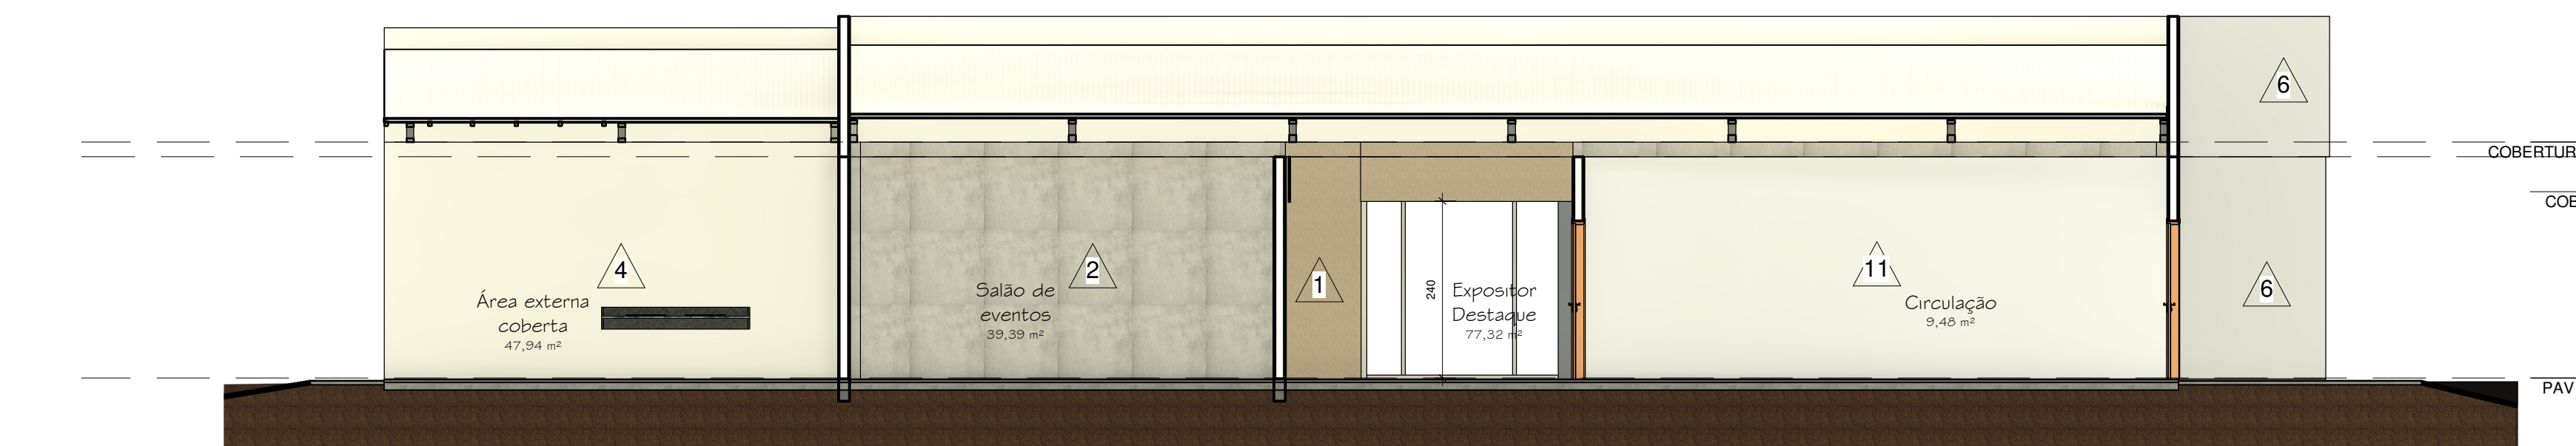 6
COBERTUR
COB
4
2
1
11
6
Área externa
coberta
47,94 m²
Salão de
eventos
39,39 m²
240
Expositor
Destaque
77,32 m²
Circulação
9,48 m²
PAV